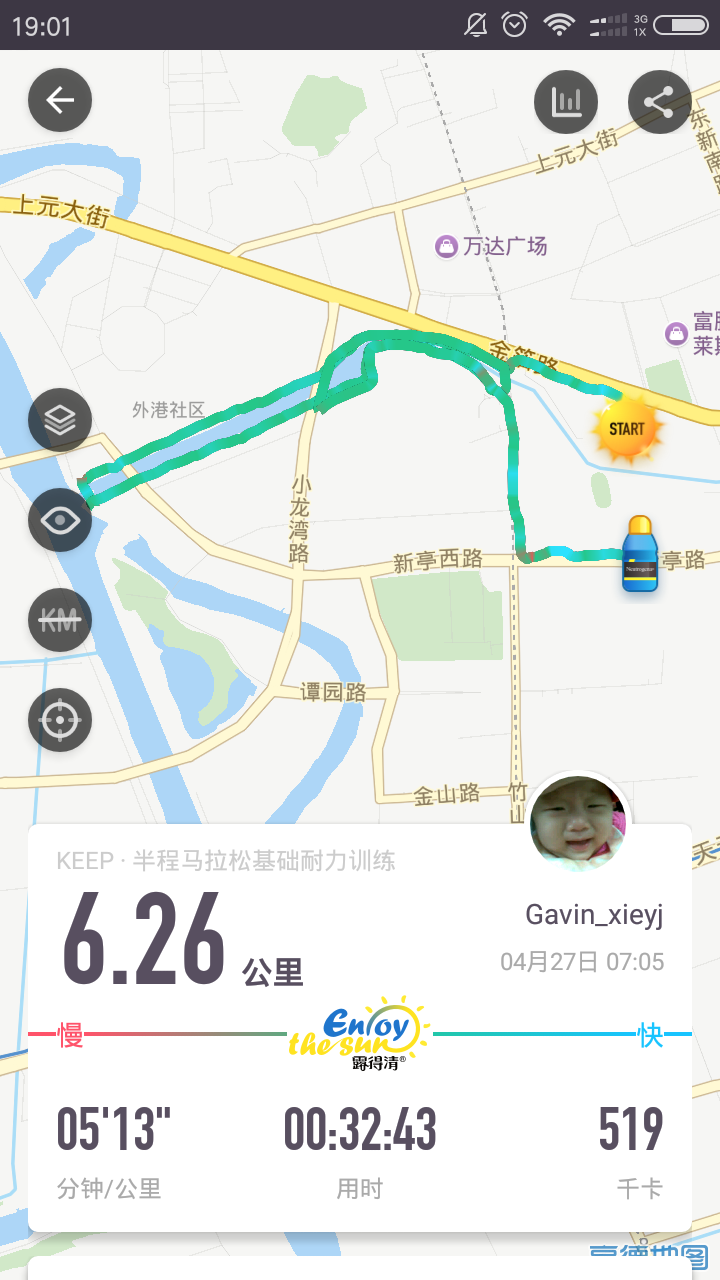 19:01
3G
1X
上元大街
东新南路
上元大街
万达广场
金箔路
START
外港社区
小龙湾路
新亭西路
Neutrogena
亭路
KM
谭园路
金山路
竹山
KEEP · 半程马拉松基础耐力训练
6.26 公里
Gavin_xieyj
04月27日 07:05
慢
Enjoy
the sun
露得清®
快
05'13"
00:32:43
519
分钟/公里
用时
千卡
高德地图